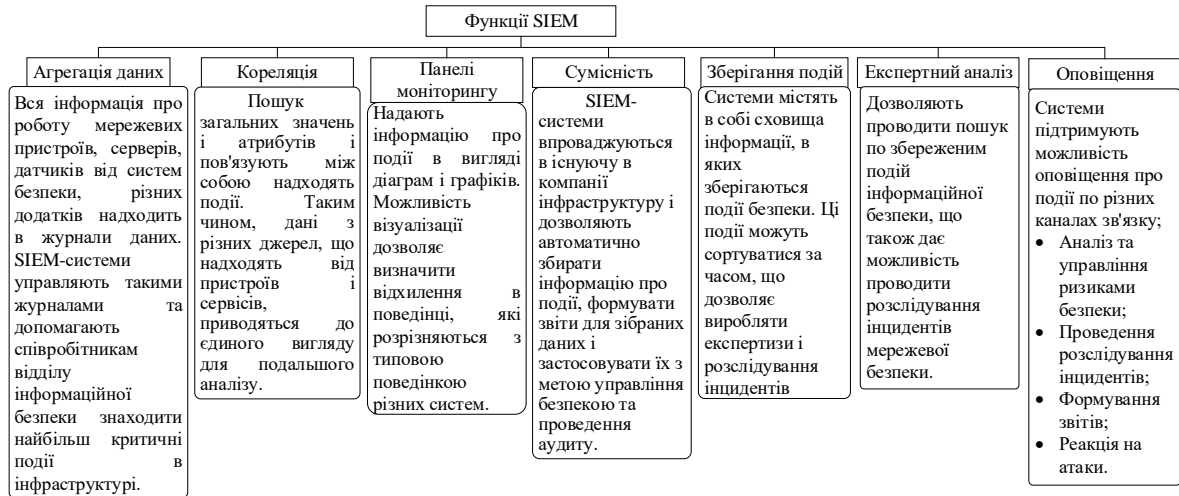 Функції SIEM
Агрегація даних
Вся інформація про
роботу мережевих
пристроїв, серверів,
датчиків від систем
безпеки, різних
додатків надходить
в журнали даних.
SIEM-системи
управляють такими
журналами та
допомагають
співробітникам
відділу
інформаційної
безпеки знаходити
найбільш критичні
події в
інфраструктурі.
Кореляція
Пошук
загальних значень
і атрибутів і
пов'язують між
собою надходять
події. Таким
чином, дані з
різних джерел, що
надходять від
пристроїв і
сервісів,
приводяться до
єдиного вигляду
для подальшого
аналізу.
Панелі
моніторингу
Надають
інформацію про
події в вигляді
діаграм і графіків.
Можливість
візуалізації
дозволяє
визначити
відхилення в
поведінці, які
розрізняються з
типовою
поведінкою
різних систем.
Сумісність
SIEM-
системи
впроваджуються
в існуючу в
компанії
інфраструктуру і
дозволяють
автоматично
збирати
інформацію про
події, формувати
звіти для зібраних
даних і
застосовувати їх з
метою управління
безпекою та
проведення
аудиту.
Зберігання подій
Системи містять
в собі сховища
інформації, в
яких
зберігаються
події безпеки. Ці
події можуть
сортуватися за
часом, що
дозволяє
виробляти
експертизи і
розслідування
інцидентів
Експертний аналіз
Дозволяють
проводити пошук
по збереженим
подій
інформаційної
безпеки, що
також дає
можливість
проводити
розслідування
інцидентів
мережевої
безпеки.
Оповіщення
Системи
підтримують
можливість
оповіщення про
події по різних
каналах зв'язку;
• Аналіз та
управління
ризиками
безпеки;
• Проведення
розслідування
інцидентів;
• Формування
звітів;
• Реакція на
атаки.